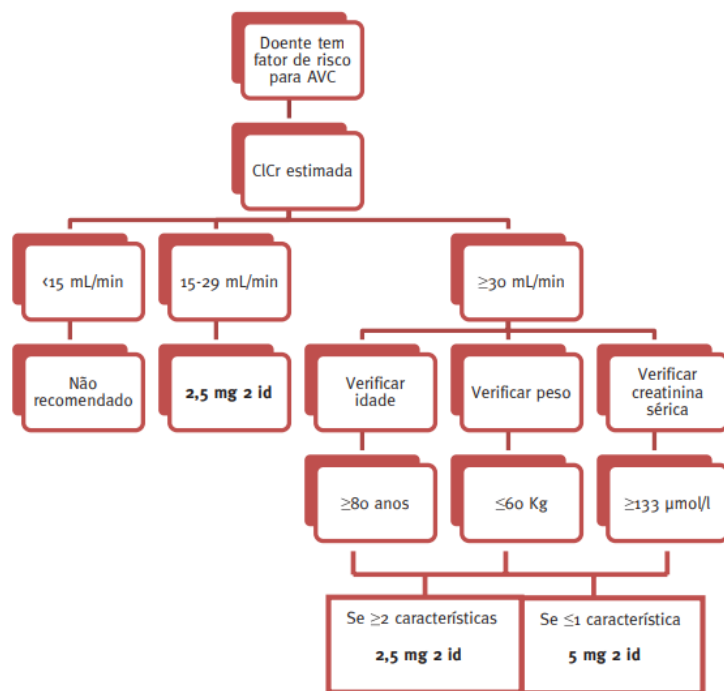 Doente tem
fator de risco
para AVC
ClCr estimada
<15 mL/min
15-29 mL/min
≥30 mL/min
Não
recomendado
2,5 mg 2 id
Verificar
idade
Verificar peso
Verificar
creatinina
sérica
≥80 anos
≤60 Kg
≥133 µmol/l
Se ≥2 características
2,5 mg 2 id
Se ≤1 característica
5 mg 2 id